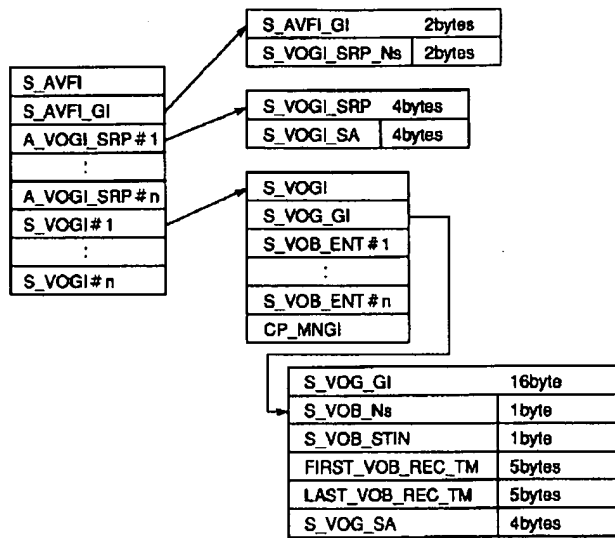 S_AVFI
S_AVFI_GI
A_VOGI_SRP#1
:
A_VOGI_SRP#n
S_VOGI#1
:
S_VOGI#n
S_AVFI_GI 2bytes
S_VOGI_SRP_Ns 2bytes
S_VOGI_SRP 4bytes
S_VOGI_SA 4bytes
S_VOGI
S_VOG_GI
S_VOB_ENT#1
:
S_VOB_ENT#n
CP_MNGI
S_VOG_GI 16byte
S_VOB_Ns 1byte
S_VOB_STIN 1byte
FIRST_VOB_REC_TM 5bytes
LAST_VOB_REC_TM 5bytes
S_VOG_SA 4bytes